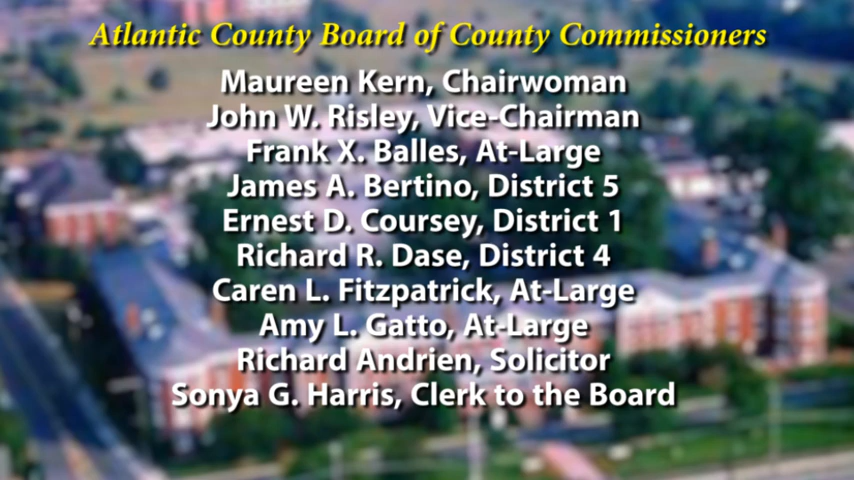 Atlantic County Board of County Commissioners
Maureen Kern, Chairwoman
John W. Risley, Vice-Chairman
Frank X. Balles, At-Large
James A. Bertino, District 5
Ernest D. Coursey, District 1
Richard R. Dase, District 4
Caren L. Fitzpatrick, At-Large
Amy L. Gatto, At-Large
Richard Andrien, Solicitor
Sonya G. Harris, Clerk to the Board